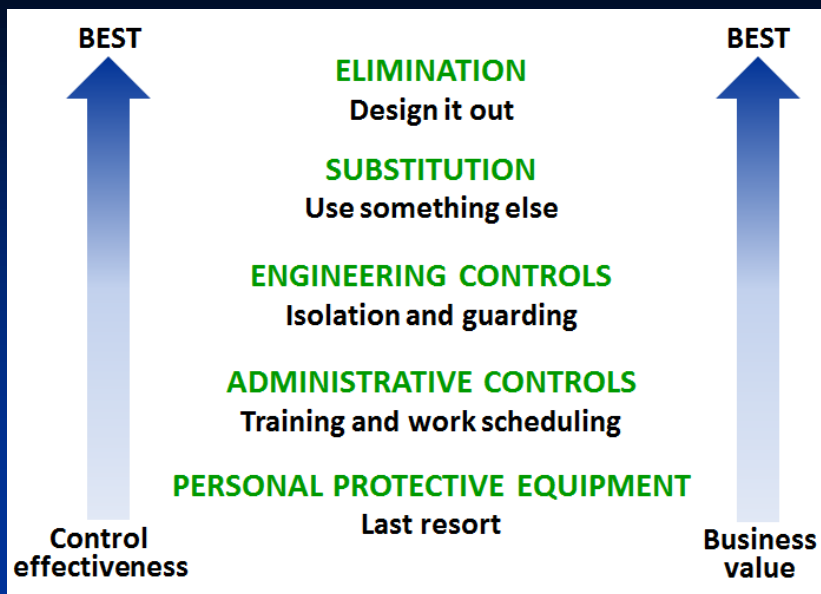 BEST
BEST
ELIMINATION
Design it out
SUBSTITUTION
Use something else
ENGINEERING CONTROLS
Isolation and guarding
ADMINISTRATIVE CONTROLS
Training and work scheduling
PERSONAL PROTECTIVE EQUIPMENT
Last resort
Control
effectiveness
Business
value